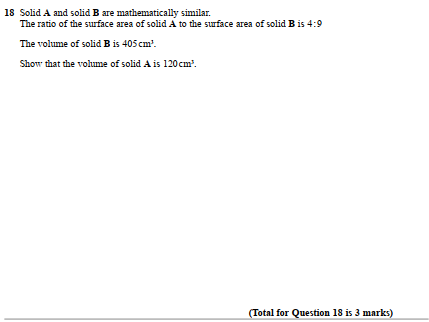 18 Solid A and solid B are mathematically similar.
The ratio of the surface area of solid A to the surface area of solid B is 4:9
The volume of solid B is 405 cm³.
Show that the volume of solid A is 120 cm³.
(Total for Question 18 is 3 marks)